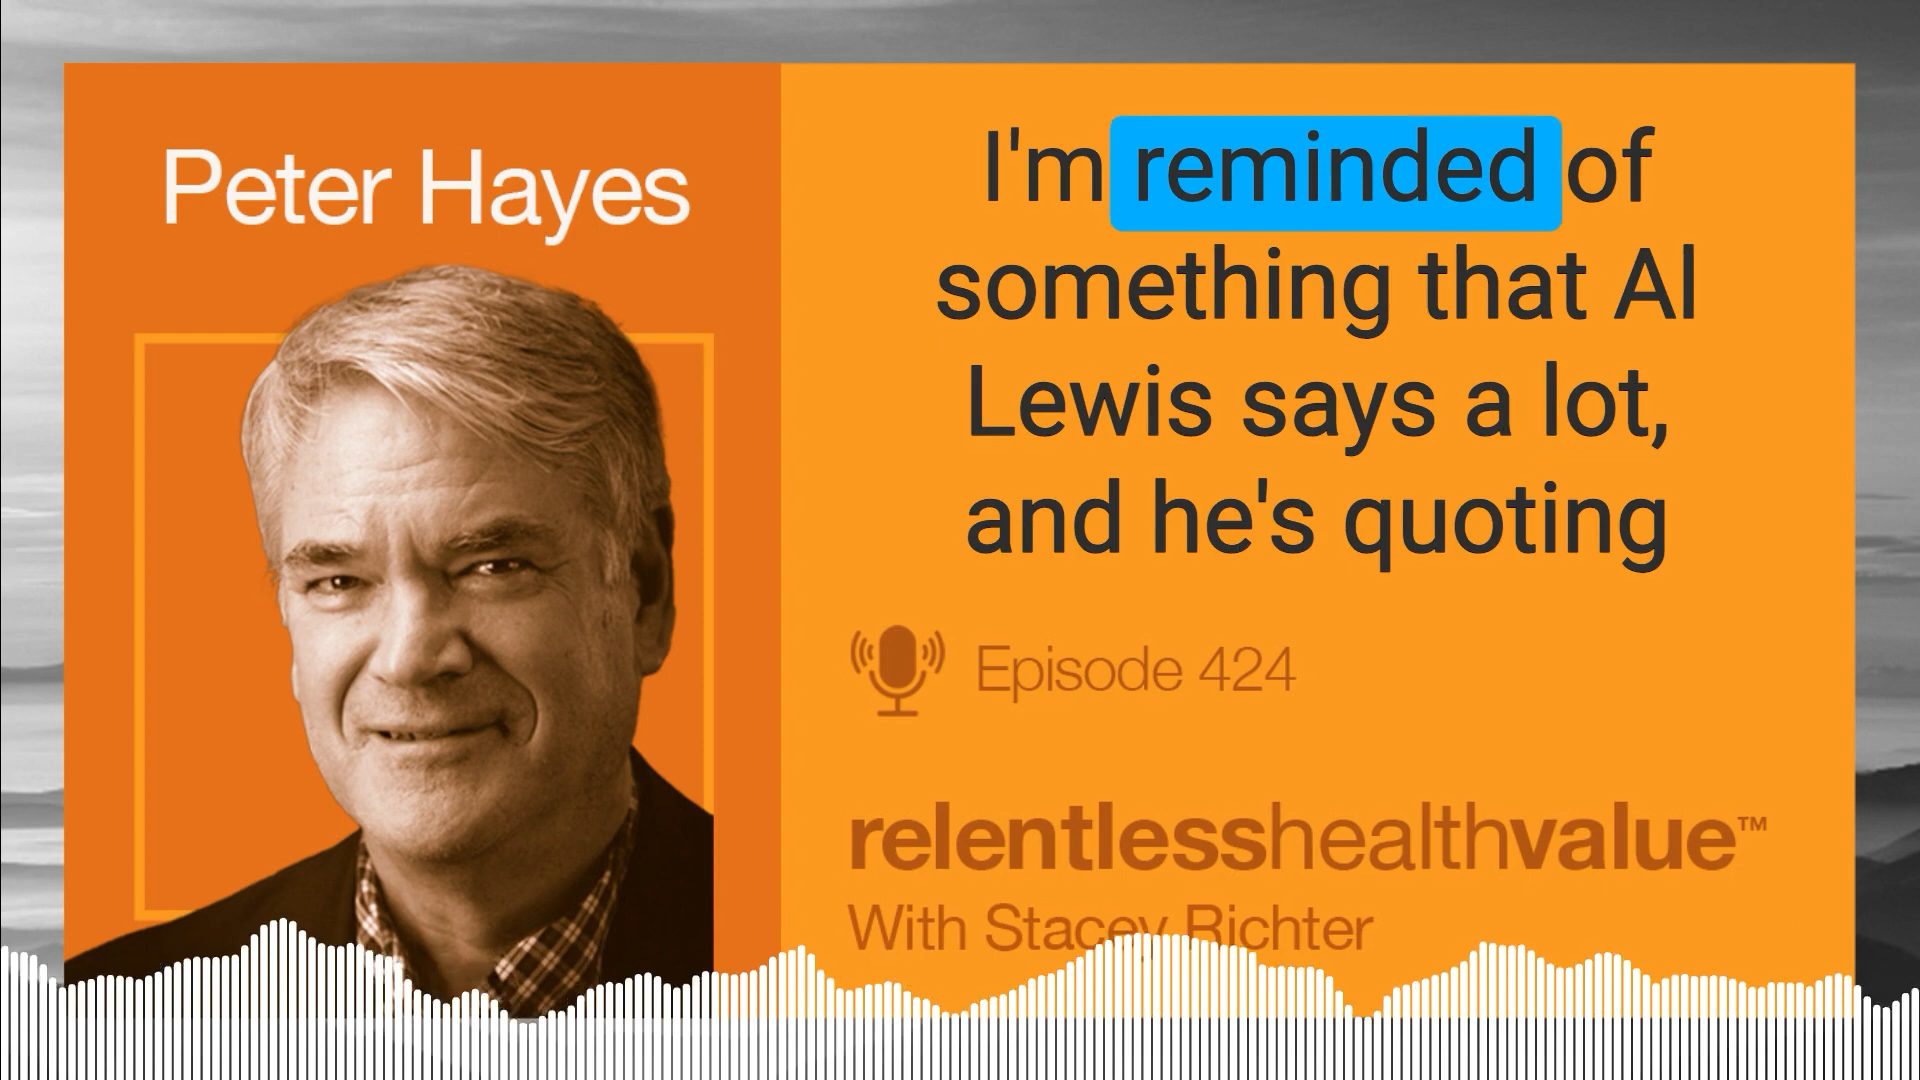 Peter Hayes
I'm reminded of
something that Al
Lewis says a lot,
and he's quoting
Episode 424
relentlesshealthvalue™
With Stacey Richter